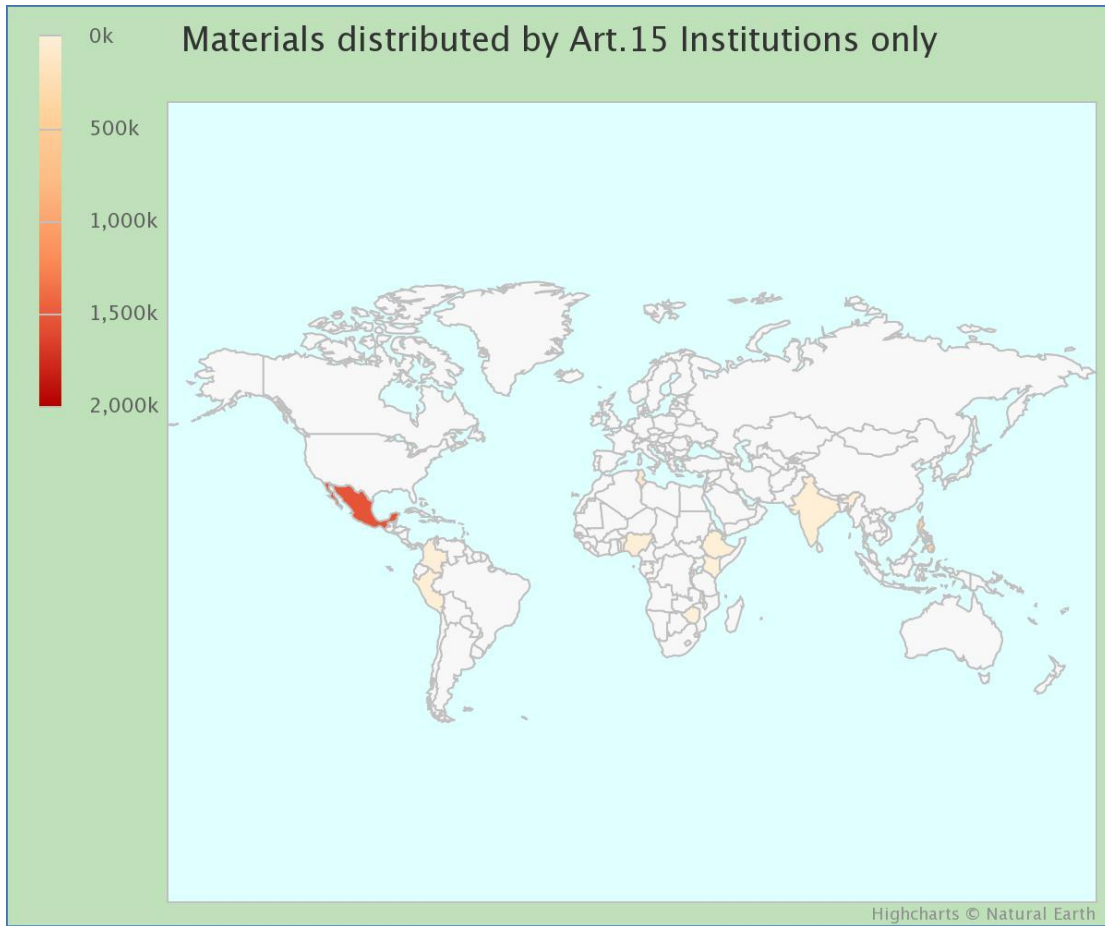 Materials distributed by Art.15 Institutions only
0k
500k
1,000k
1,500k
2,000k
Highcharts © Natural Earth